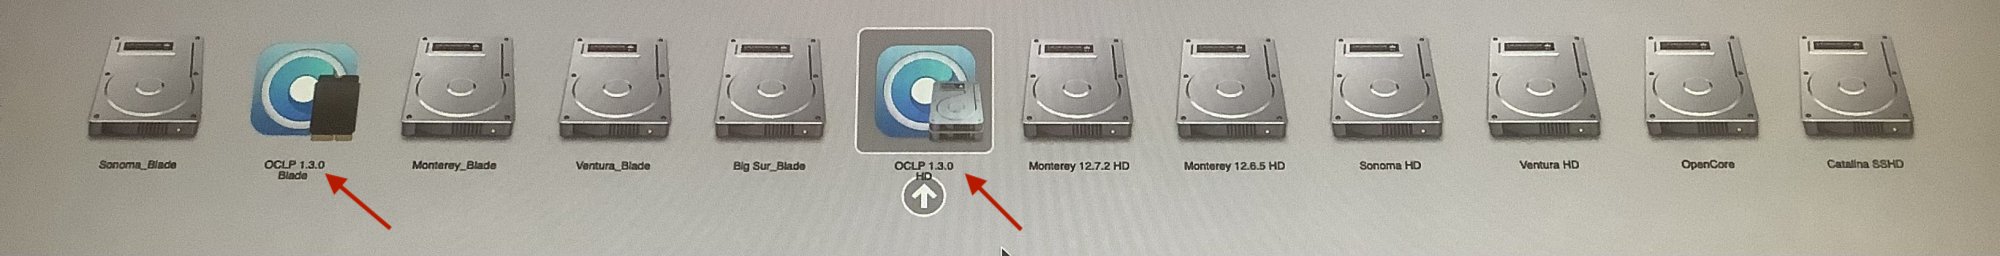 Sonoma_Blade
OCLP 1.3.0
Blade
Monterey_Blade
Ventura_Blade
Big Sur_Blade
OCLP 1.3.0
HD
Monterey 12.7.2 HD
Monterey 12.6.5 HD
Sonoma HD
Ventura HD
OpenCore
Catalina SSHD